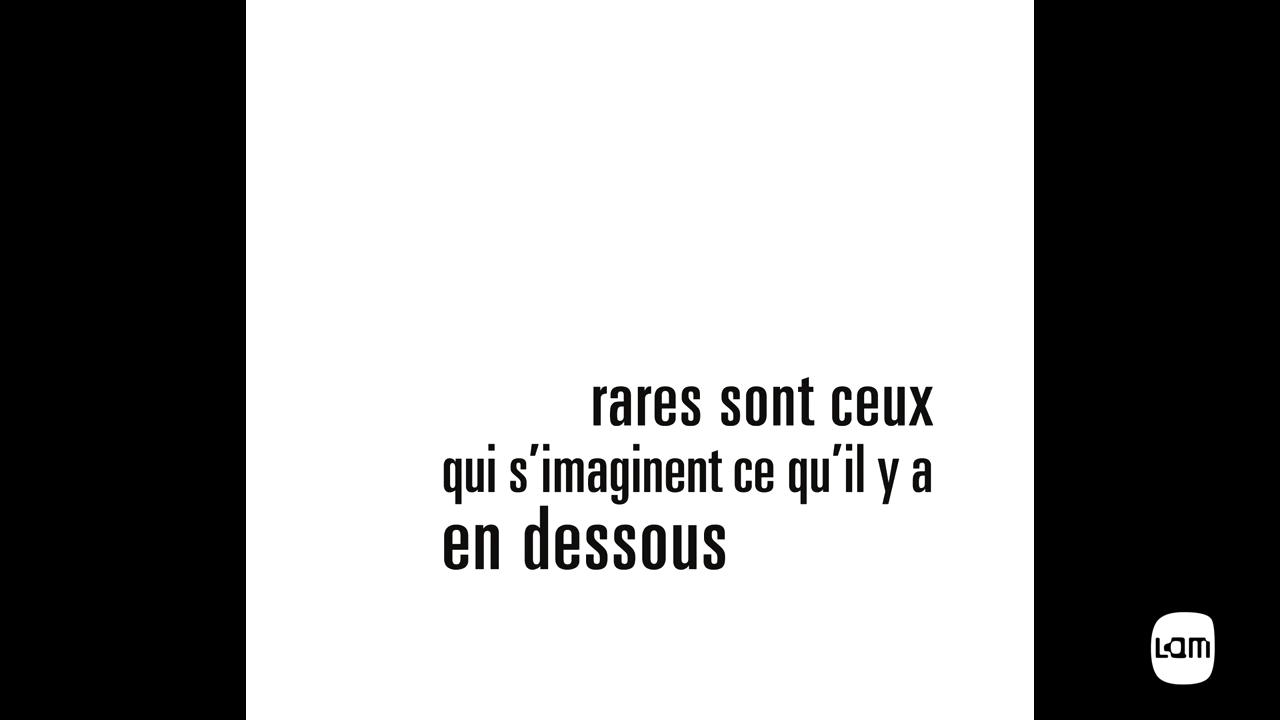 rares sont ceux
qui s’imaginent ce qu’il y a
en dessous
Lam